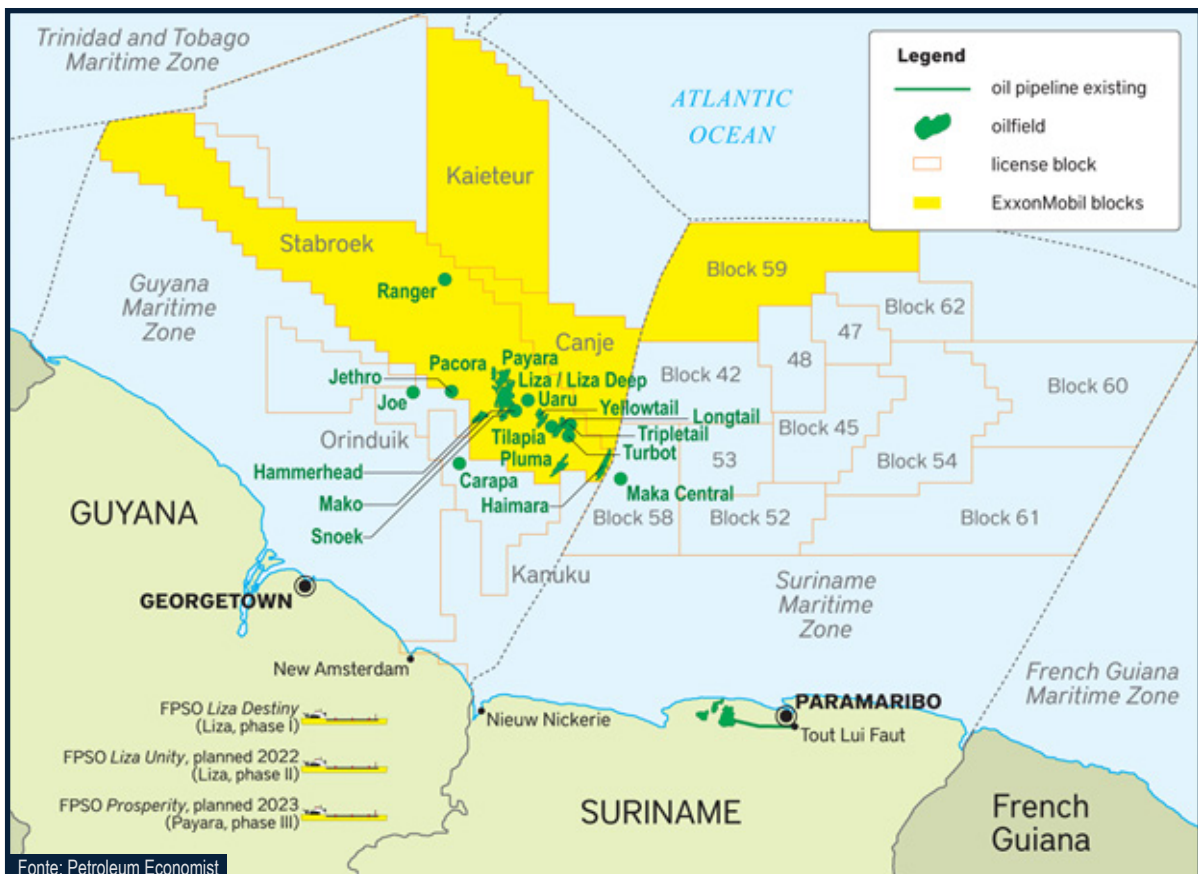 Trinidad and Tobago
Maritime Zone
ATLANTIC
OCEAN
Legend
oil pipeline existing
oilfield
license block
ExxonMobil blocks
Kaieteur
Stabroek
Guyana
Maritime
Zone
Ranger
Block 59
Block 62
47
48
Canje
Pacora
Payara
Jethro
Liza / Liza Deep
Block 42
Block 60
Joe
Uaru
Yellowtail
Longtail
Orinduik
Tilapia
Tripletail
Block 45
Turbot
Pluma
53
Block 54
Hammerhead
Carapa
Mako
Haimara
Maka Central
Snoek
Block 58
Block 52
Block 61
GUYANA
Kanuku
Suriname
Maritime
Zone
GEORGETOWN
New Amsterdam
French Guiana
Maritime Zone
Nieuw Nickerie
PARAMARIBO
Tout Lui Faut
FPSO Liza Destiny
(Liza, phase I)
FPSO Liza Unity, planned 2022
(Liza, phase II)
FPSO Prosperity, planned 2023
(Payara, phase III)
SURINAME
French
Guiana
Fonte: Petroleum Economist